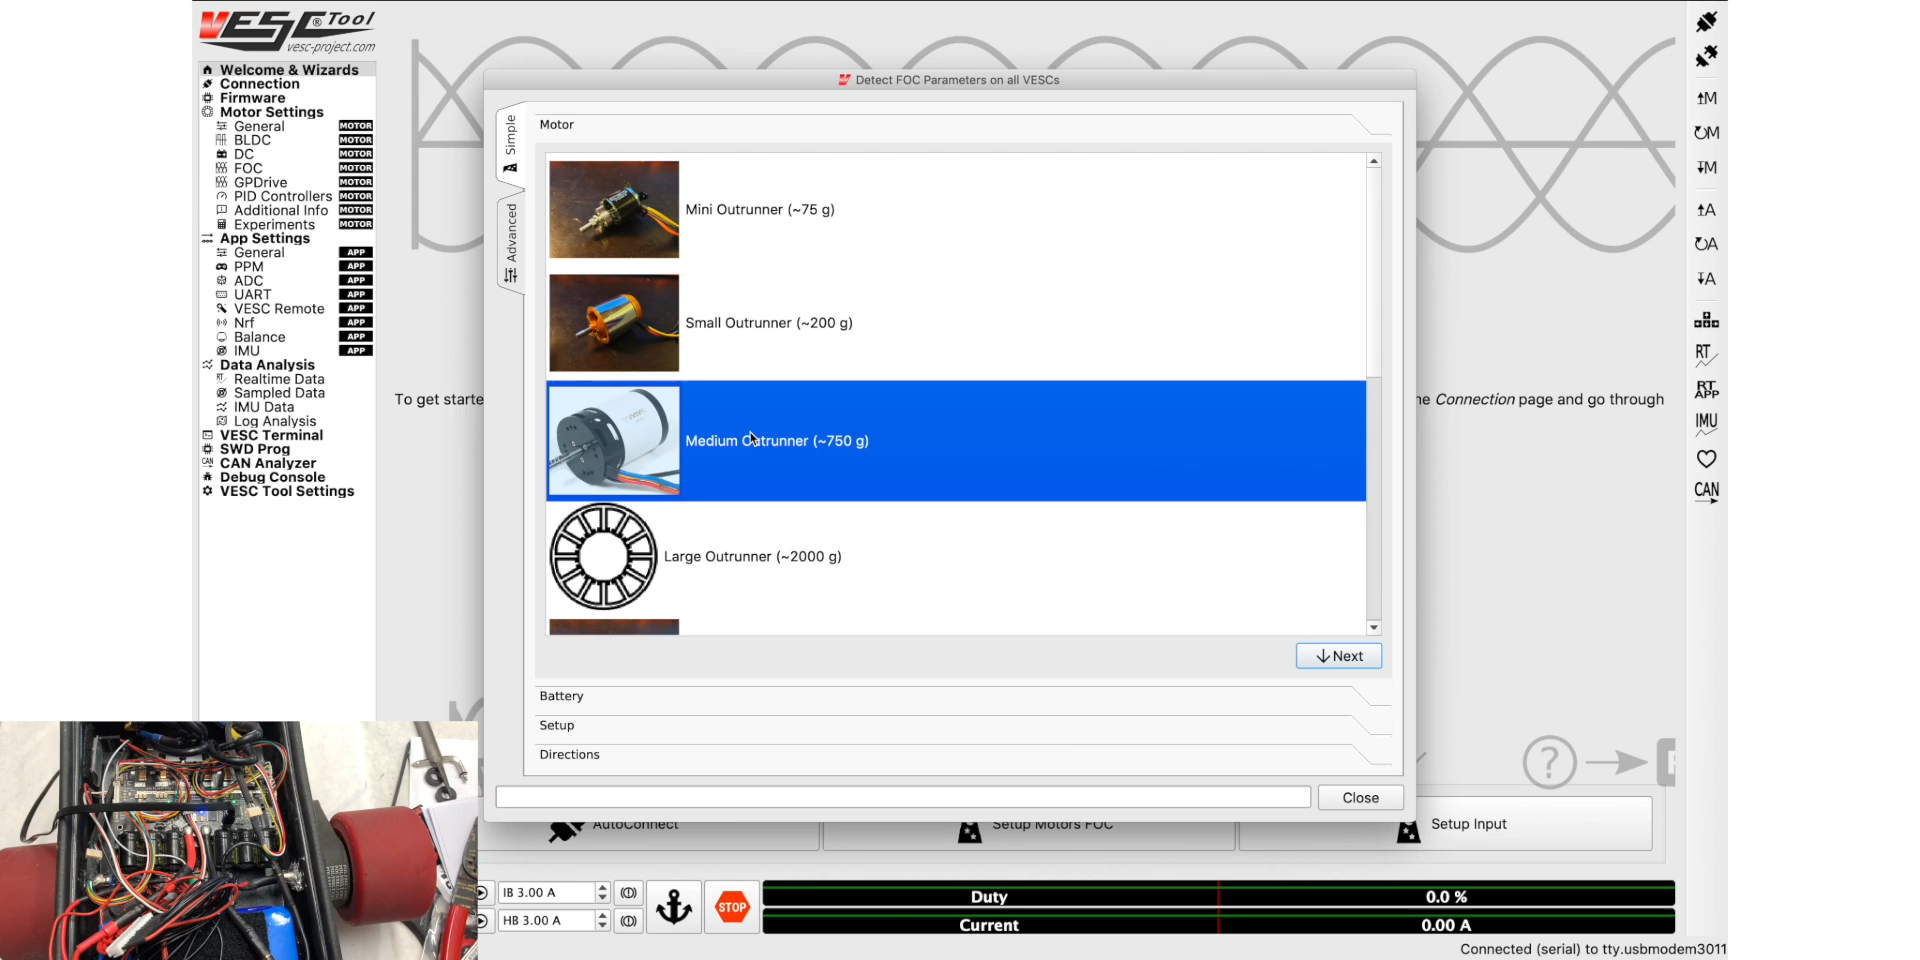 VESC® Tool
vesc-project.com
Welcome & Wizards
Connection
Firmware
Motor Settings
General MOTOR
BLDC MOTOR
DC MOTOR
FOC MOTOR
GPDrive MOTOR
PID Controllers MOTOR
Additional Info MOTOR
Experiments MOTOR
App Settings
General APP
PPM APP
ADC APP
UART APP
VESC Remote APP
Nrf APP
Balance APP
IMU APP
Data Analysis
Realtime Data
Sampled Data
IMU Data
Log Analysis
VESC Terminal
SWD Prog
CAN Analyzer
Debug Console
VESC Tool Settings
To get starte
ne Connection page and go through
Detect FOC Parameters on all VESCs
Simple
Advanced
Motor
Mini Outrunner (~75 g)
Small Outrunner (~200 g)
Medium Outrunner (~750 g)
Large Outrunner (~2000 g)
Next
Battery
Setup
Directions
Close
AutoConnect
Setup Motors FOC
Setup Input
IB 3.00 A
HB 3.00 A
STOP
Duty 0.0 %
Current 0.00 A
Connected (serial) to tty.usbmodem3011
M
M
M
A
A
A
RT
RT
APP
IMU
CAN